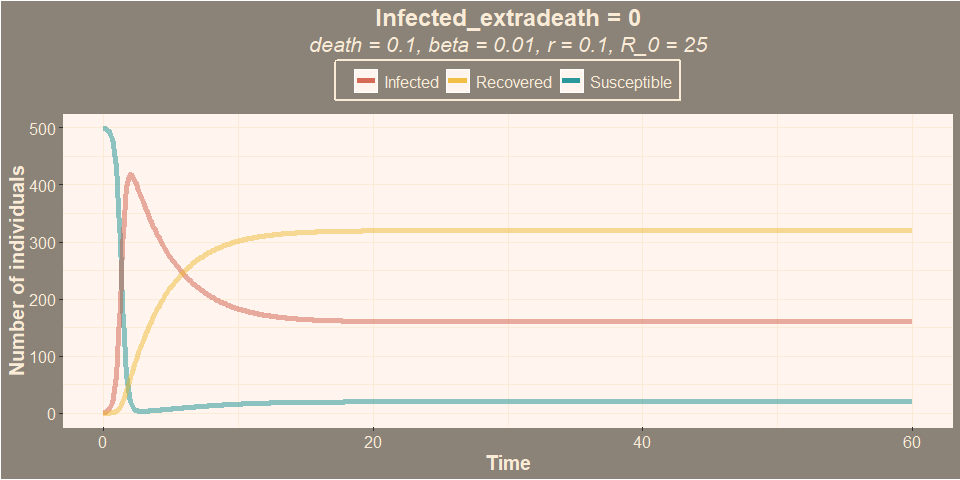 Infected_extradeath = 0
death = 0.1, beta = 0.01, r = 0.1, R_0 = 25
Infected Recovered Susceptible
Number of individuals
500
400
300
200
100
0
0 20 40 60
Time